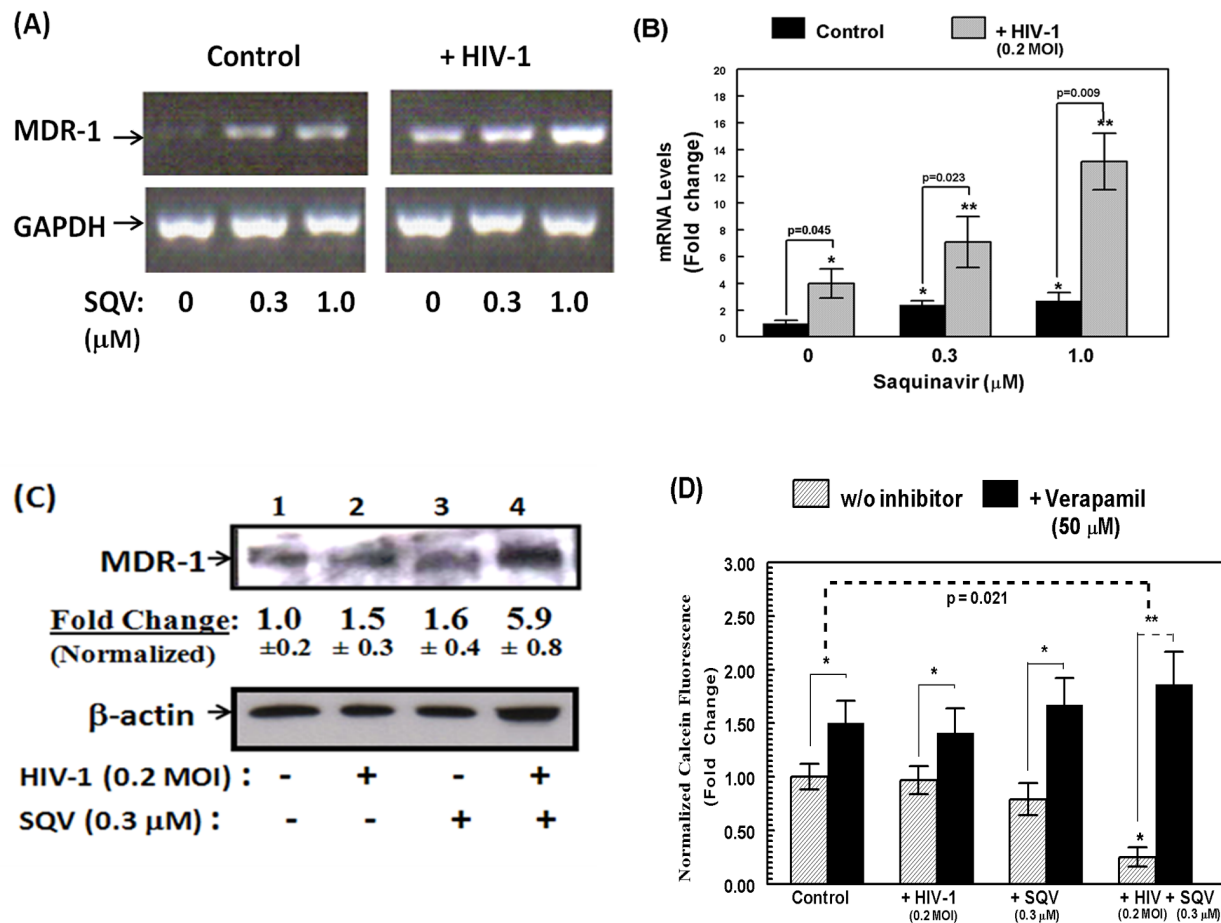 (A)
Control + HIV-1
MDR-1
GAPDH
SQV: 0 0.3 1.0 0 0.3 1.0
(μM)
(B)
Control + HIV-1
(0.2 MOI)
mRNA Levels
(Fold change)
20
18
16
14
12
10
8
6
4
2
0
p=0.045
*
p=0.023
*
**
p=0.009
*
**
0 0.3 1.0
Saquinavir (μM)
(C)
1 2 3 4
MDR-1
Fold Change: 1.0 1.5 1.6 5.9
(Normalized) ±0.2 ± 0.3 ± 0.4 ± 0.8
β-actin
HIV-1 (0.2 MOI) : - + - +
SQV (0.3 μM) : - - + +
(D)
w/o inhibitor + Verapamil
(50 μM)
Normalized Calcein Fluorescence
(Fold Change)
3.00
2.50
2.00
1.50
1.00
0.50
0.00
p = 0.021
*
*
*
**
*
Control + HIV-1 + SQV + HIV + SQV
(0.2 MOI) (0.3 μM) (0.2 MOI) (0.3 μM)